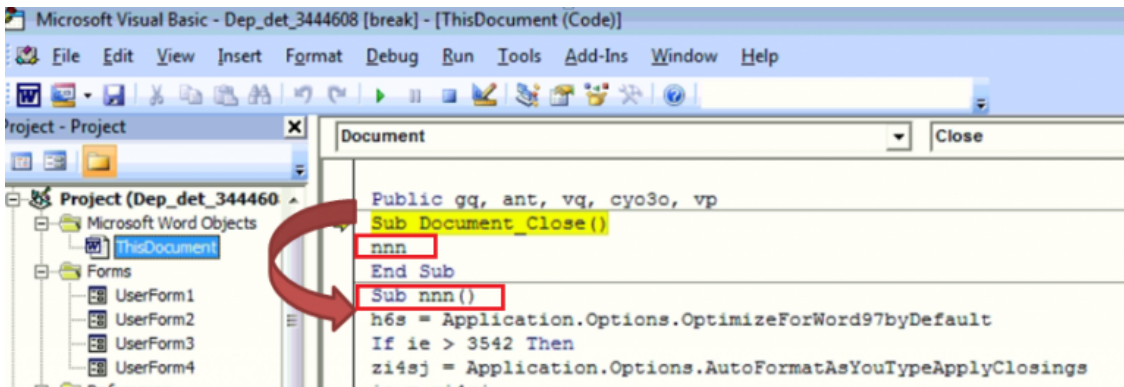 Microsoft Visual Basic - Dep_det_3444608 [break] - [ThisDocument (Code)]
File Edit View Insert Format Debug Run Tools Add-Ins Window Help
Project - Project
Document
Close
Project (Dep_det_344460
Microsoft Word Objects
ThisDocument
Forms
UserForm1
UserForm2
UserForm3
UserForm4
Public gq, ant, vq, cyo3o, vp
Sub Document_Close()
nnn
End Sub
Sub nnn()
h6s = Application.Options.OptimizeForWord97byDefault
If ie > 3542 Then
zi4sj = Application.Options.AutoFormatAsYouTypeApplyClosings